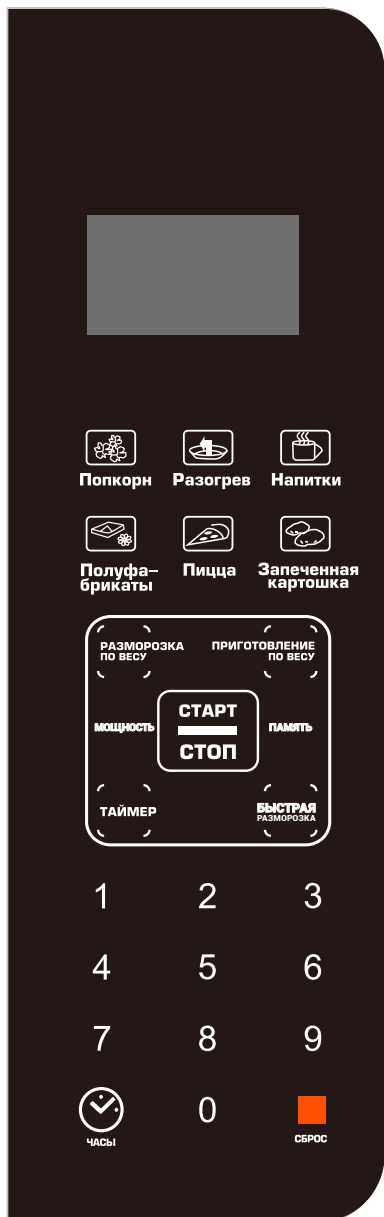 Попкорн Разогрев Напитки
Полуфа-
брикаты
Пицца
Запеченная
картошка
РАЗМОРОЗКА
ПО ВЕСУ
ПРИГОТОВЛЕНИЕ
ПО ВЕСУ
СТАРТ
МОЩНОСТЬ
ПАМЯТЬ
СТОП
ТАЙМЕР
БЫСТРАЯ
РАЗМОРОЗКА
1 2 3
4 5 6
7 8 9
0
ЧАСЫ
СБРОС